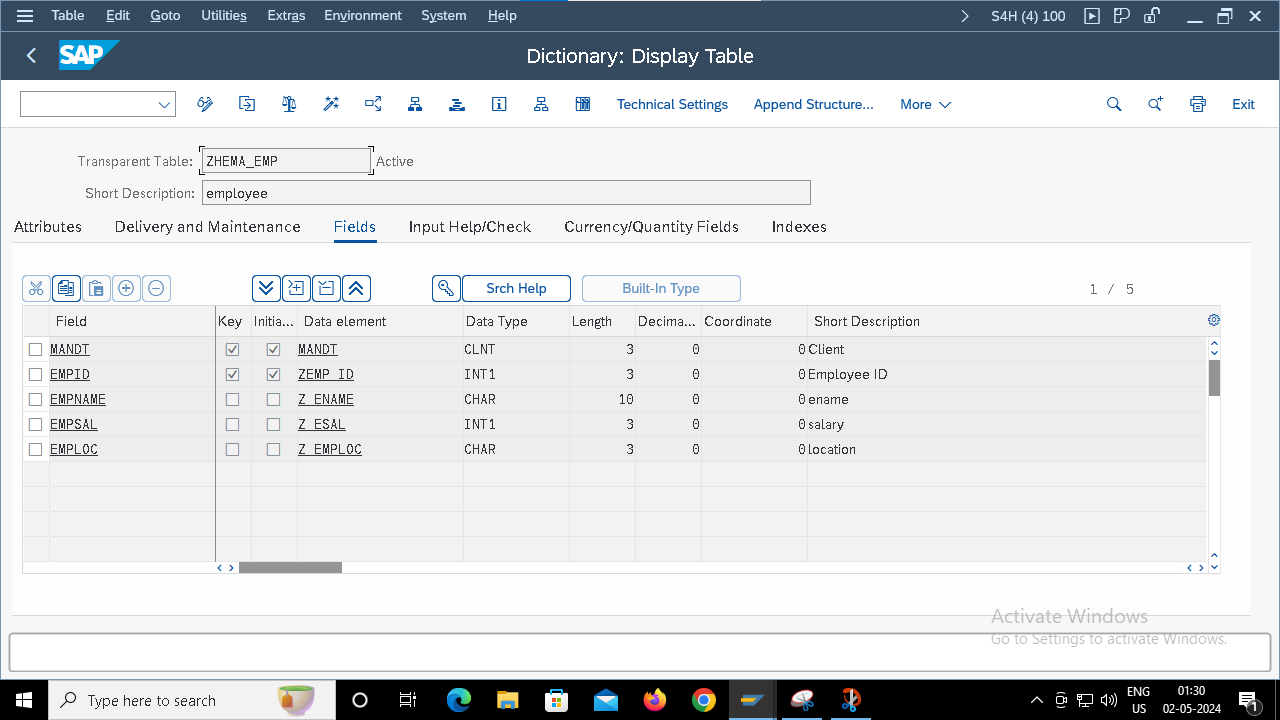 Table Edit Goto Utilities Extras Environment System Help S4H (4) 100
SAP Dictionary: Display Table
Technical Settings Append Structure... More Exit
Transparent Table: ZHEMA_EMP Active
Short Description: employee
Attributes Delivery and Maintenance Fields Input Help/Check Currency/Quantity Fields Indexes
Srch Help Built-In Type 1 / 5
Field Key Initia... Data element Data Type Length Decima... Coordinate Short Description
MANDT MANDT CLNT 3 0 0 Client
EMPID ZEMP_ID INT1 3 0 0 Employee ID
EMPNAME Z_ENAME CHAR 10 0 0 ename
EMPSAL Z_ESAL INT1 3 0 0 salary
EMPLOC Z_EMPLOC CHAR 3 0 0 location
Activate Windows
Go to Settings to activate Windows.
Type here to search
ENG
US
01:30
02-05-2024
1